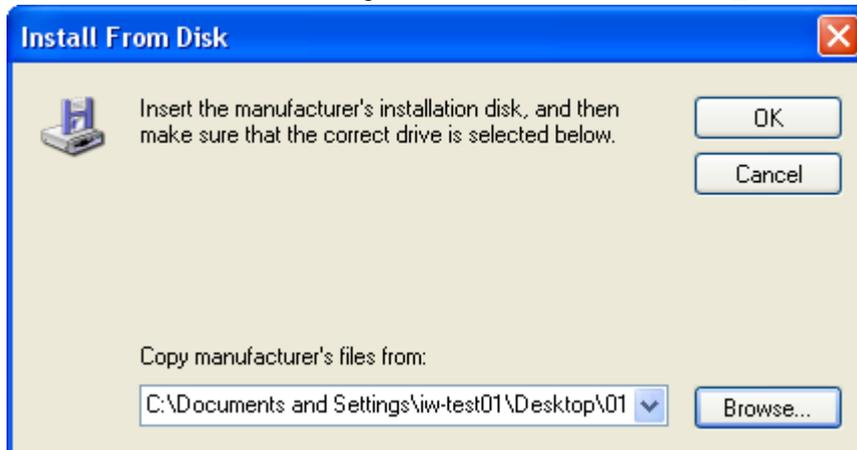 Install From Disk
Insert the manufacturer's installation disk, and then
make sure that the correct drive is selected below.
OK
Cancel
Copy manufacturer's files from:
C:\Documents and Settings\iw-test01\Desktop\01
Browse...